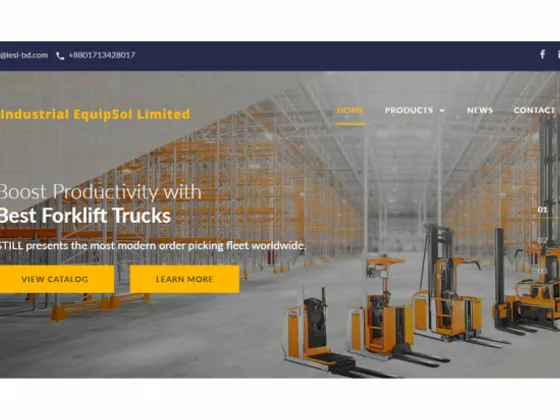 @iesl-bd.com +8801713428017
Industrial EquipSol Limited
HOME PRODUCTS NEWS CONTACT
Boost Productivity with
Best Forklift Trucks
STILL presents the most modern order picking fleet worldwide.
VIEW CATALOG LEARN MORE
01
02